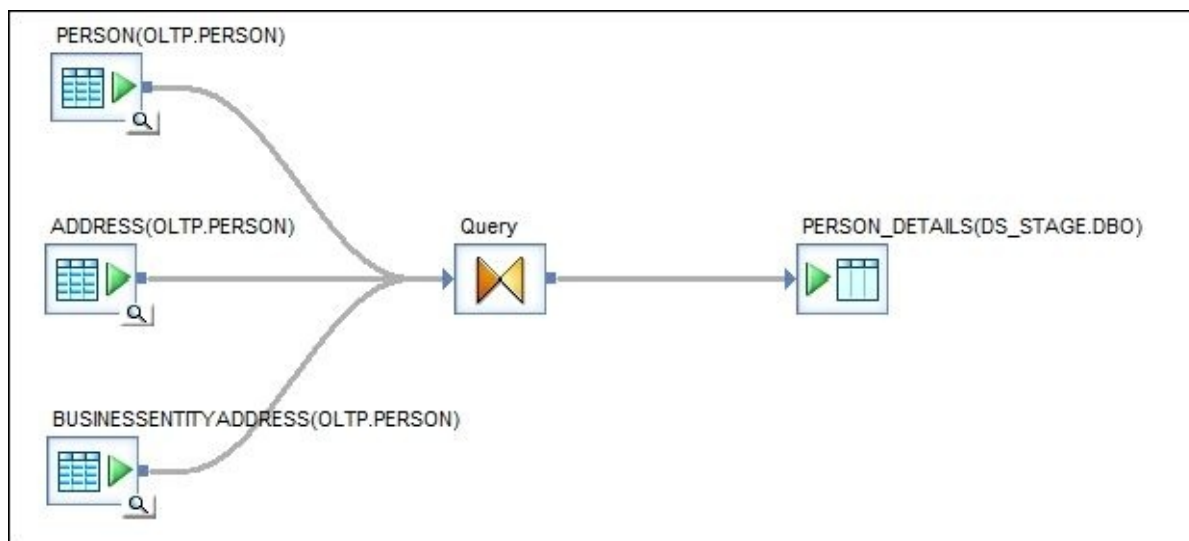 PERSON(OLTP.PERSON)
ADDRESS(OLTP.PERSON)
Query
PERSON_DETAILS(DS_STAGE.DBO)
BUSINESSENTITYADDRESS(OLTP.PERSON)